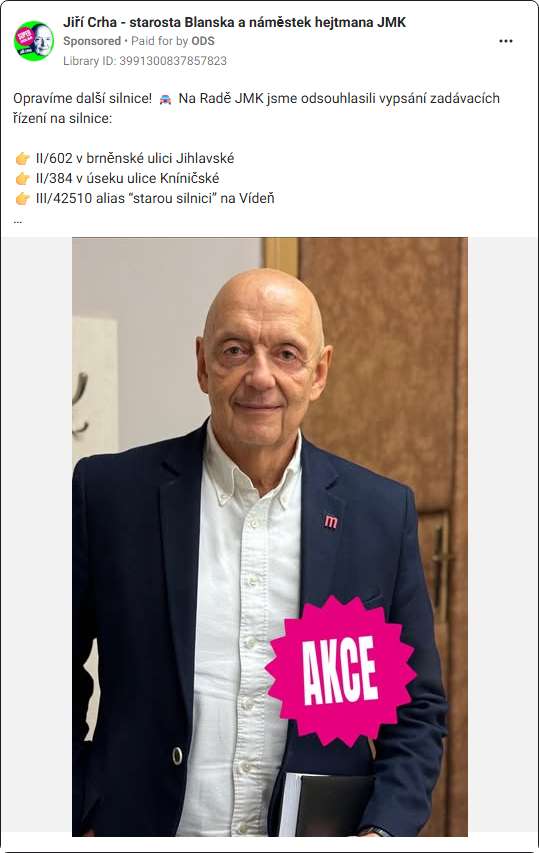 Jiří Crha - starosta Blanska a náměstek hejtmana JMK
Sponsored • Paid for by ODS
Library ID: 3991300837857823
Opravíme další silnice! 🚘 Na Radě JMK jsme odsouhlasili vypsání zadávacích
řízení na silnice:
👉 II/602 v brněnské ulici Jihlavské
👉 II/384 v úseku ulice Kníničské
👉 III/42510 alias “starou silnici” na Vídeň
...
m
AKCE